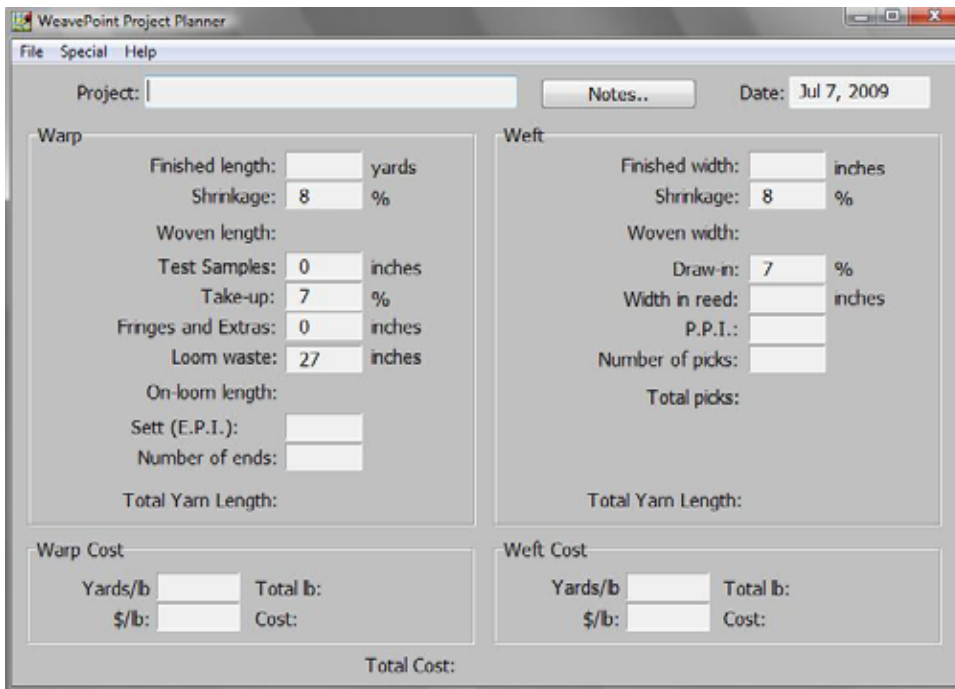 WeavePoint Project Planner
File Special Help
Project: Notes.. Date: Jul 7, 2009
Warp
Finished length: yards
Shrinkage: 8 %
Woven length:
Test Samples: 0 inches
Take-up: 7 %
Fringes and Extras: 0 inches
Loom waste: 27 inches
On-loom length:
Sett (E.P.I.):
Number of ends:
Total Yarn Length:
Weft
Finished width: inches
Shrinkage: 8 %
Woven width:
Draw-in: 7 %
Width in reed: inches
P.P.I.:
Number of picks:
Total picks:
Total Yarn Length:
Warp Cost
Yards/lb Total lb:
$/lb: Cost:
Weft Cost
Yards/lb Total lb:
$/lb: Cost:
Total Cost: